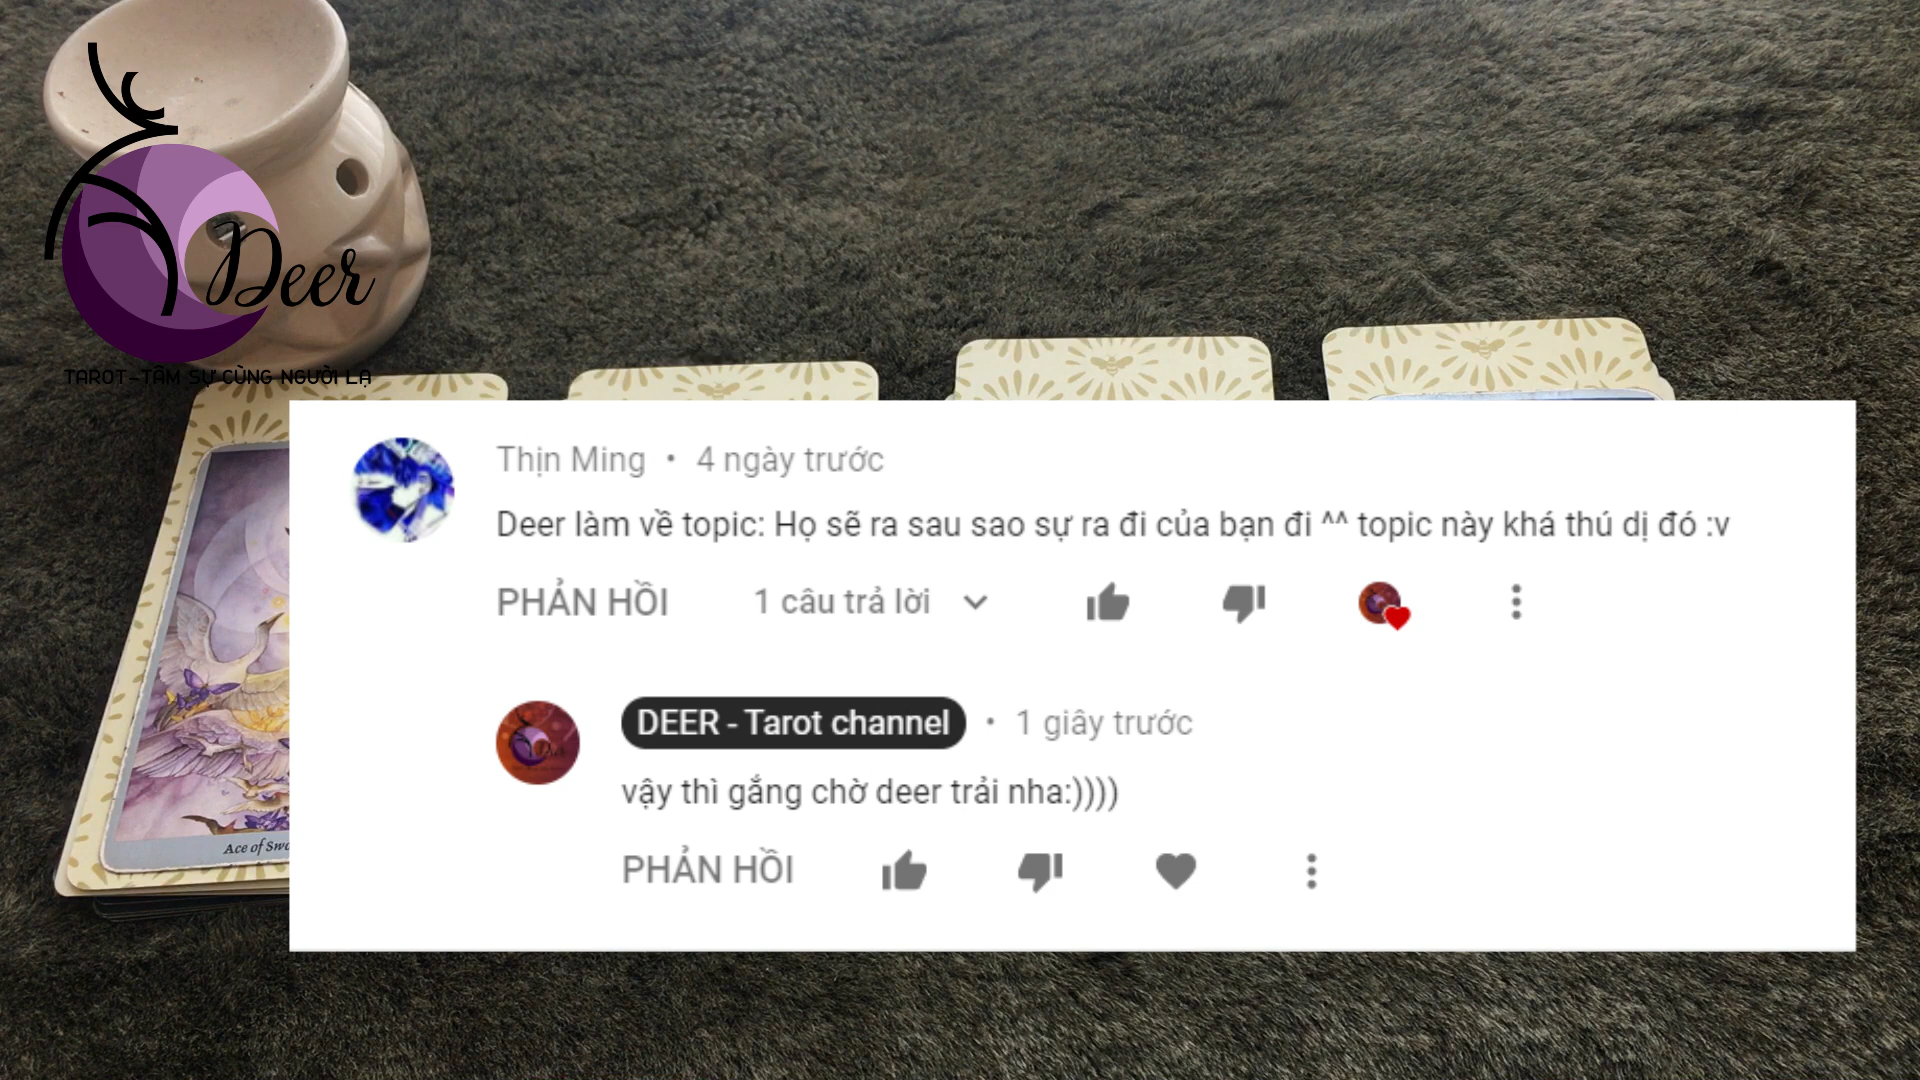 Deer
TAROT-TÂM SỰ CÙNG NGƯỜI LẠ
Thịn Ming • 4 ngày trước
Deer làm về topic: Họ sẽ ra sau sao sự ra đi của bạn đi ^^ topic này khá thú dị đó :v
PHẢN HỒI 1 câu trả lời
DEER - Tarot channel • 1 giây trước
vậy thì gắng chờ deer trải nha:))))
Ace of
PHẢN HỒI